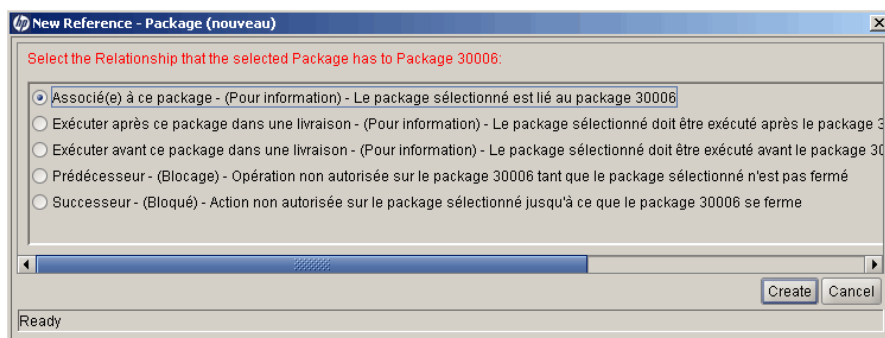 hp New Reference - Package (nouveau)
Select the Relationship that the selected Package has to Package 30006:
Associé(e) à ce package - (Pour information) - Le package sélectionné est lié au package 30006
Exécuter après ce package dans une livraison - (Pour information) - Le package sélectionné doit être exécuté après le package
Exécuter avant ce package dans une livraison - (Pour information) - Le package sélectionné doit être exécuté avant le package
Prédécesseur - (Blocage) - Opération non autorisée sur le package 30006 tant que le package sélectionné n'est pas fermé
Successeur - (Bloqué) - Action non autorisée sur le package sélectionné jusqu'à ce que le package 30006 se ferme
Create Cancel
Ready